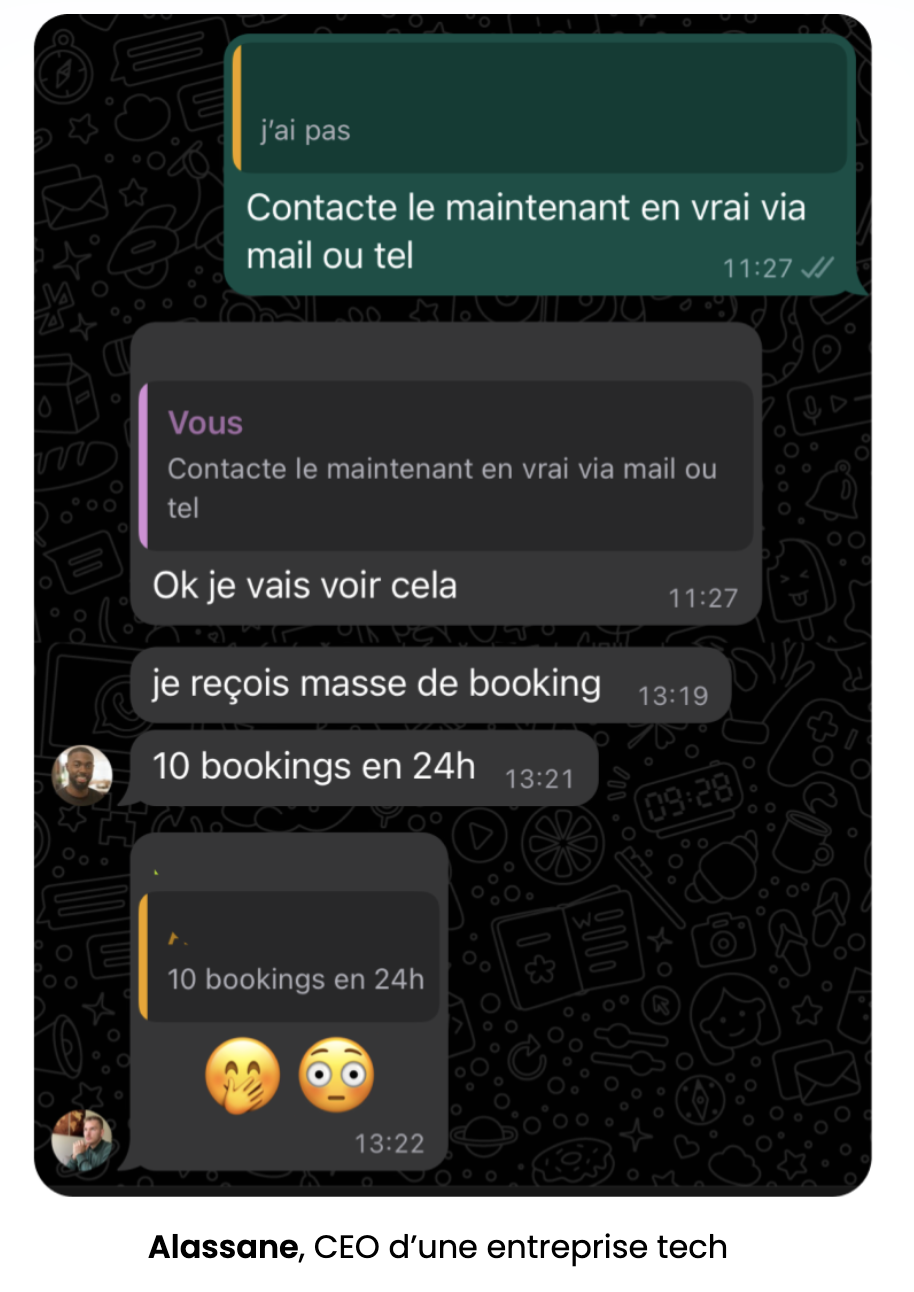 j'ai pas
Contacte le maintenant en vrai via
mail ou tel
11:27
Vous
Contacte le maintenant en vrai via mail ou
tel
Ok je vais voir cela
11:27
je reçois masse de booking
13:19
10 bookings en 24h
13:21
09:28
10 bookings en 24h
🤭 😳
13:22
Alassane, CEO d'une entreprise tech